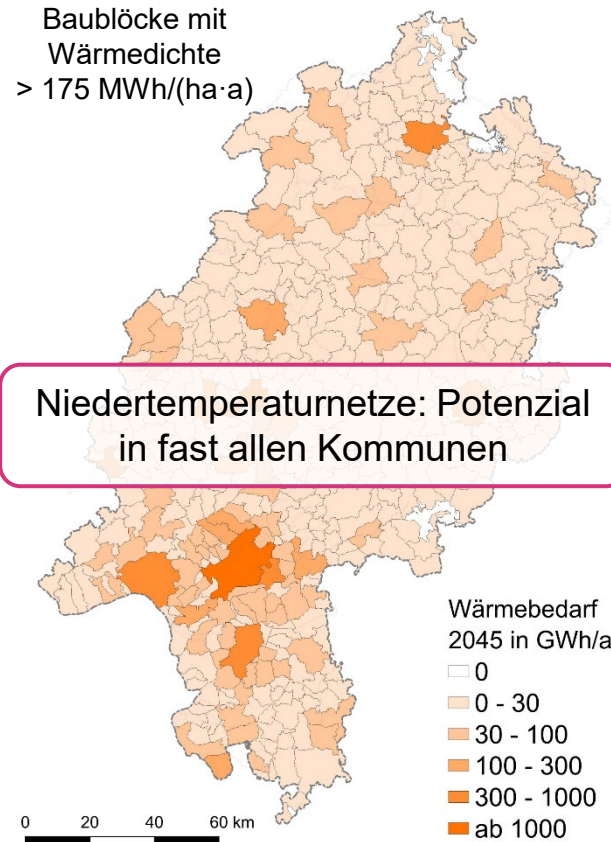 Baublöcke mit
Wärmedichte
> 175 MWh/(ha·a)
Niedertemperaturnetze: Potenzial
in fast allen Kommunen
Wärmebedarf
2045 in GWh/a
0
0 - 30
30 - 100
100 - 300
300 - 1000
ab 1000
0 20 40 60 km